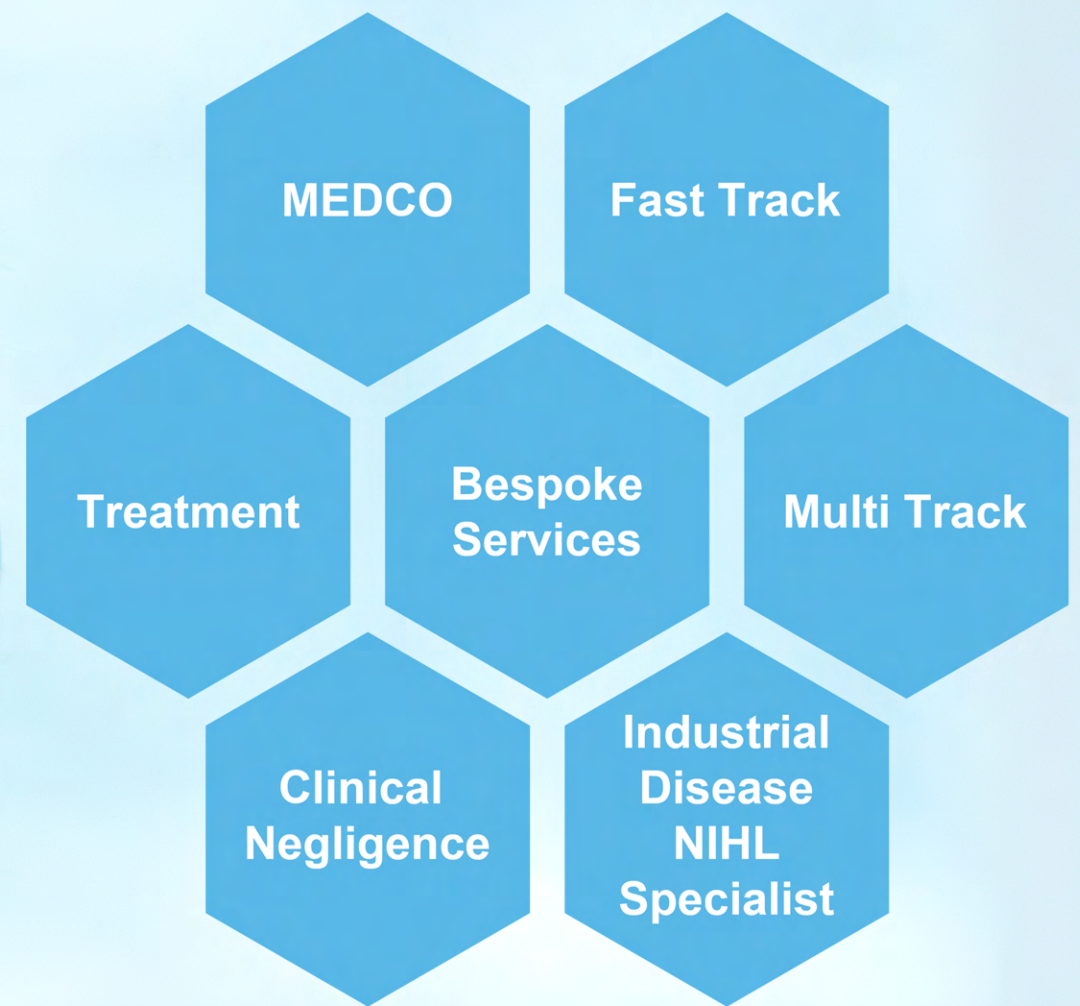 MEDCO
Fast Track
Treatment
Bespoke
Services
Multi Track
Clinical
Negligence
Industrial
Disease
NIHL
Specialist